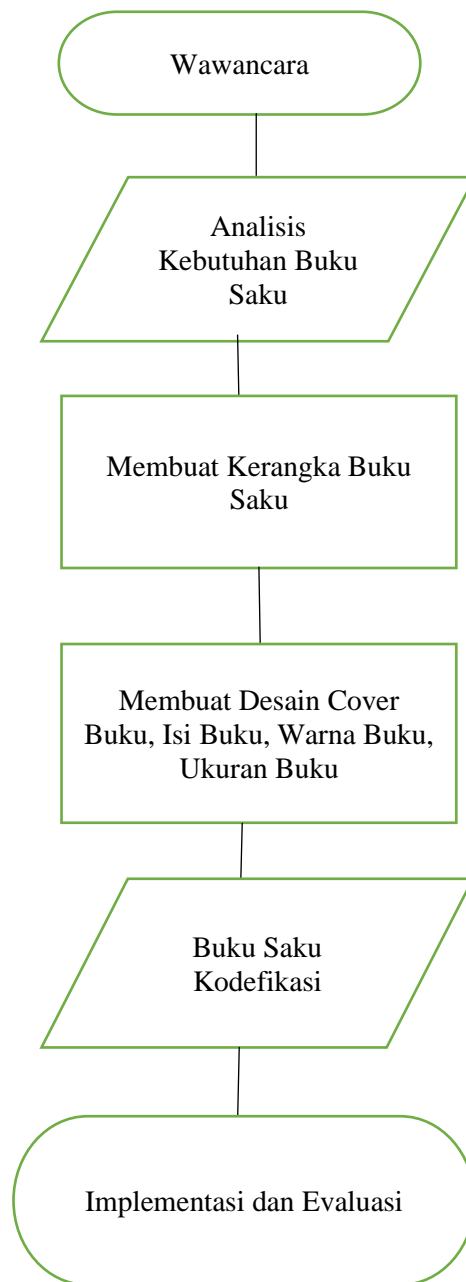 Wawancara
Analisis
Kebutuhan Buku
Saku
Membuat Kerangka Buku
Saku
Membuat Desain Cover
Buku, Isi Buku, Warna Buku,
Ukuran Buku
Buku Saku
Kodefikasi
Implementasi dan Evaluasi